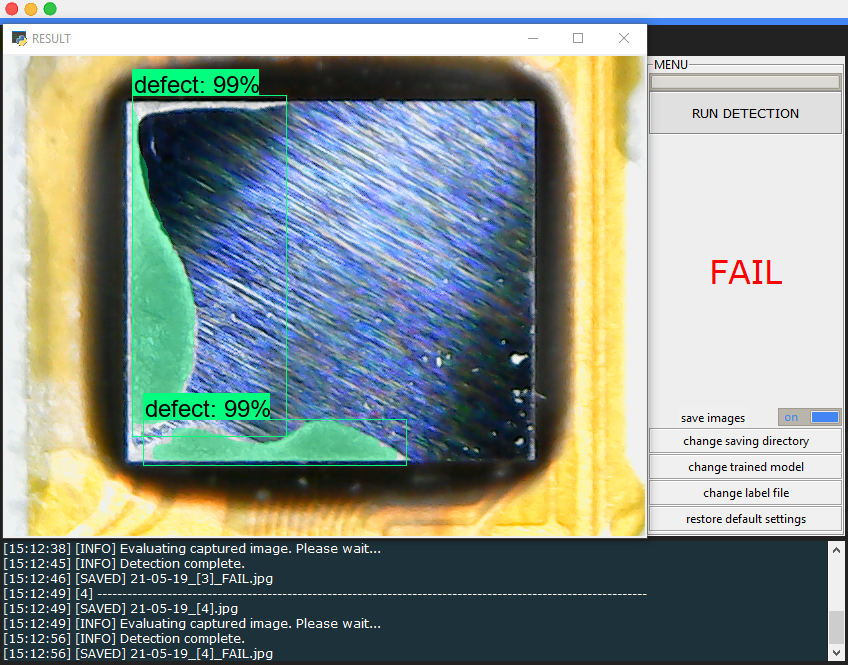 RESULT
MENU
defect: 99%
RUN DETECTION
FAIL
defect: 99%
save images
on
change saving directory
change trained model
change label file
restore default settings
[15:12:38] [INFO] Evaluating captured image. Please wait...
[15:12:45] [INFO] Detection complete.
[15:12:46] [SAVED] 21-05-19_[3]_FAIL.jpg
[15:12:49] [4] --------------------------------------------------------------------------------------------------------------
[15:12:49] [SAVED] 21-05-19_[4].jpg
[15:12:49] [INFO] Evaluating captured image. Please wait...
[15:12:56] [INFO] Detection complete.
[15:12:56] [SAVED] 21-05-19_[4]_FAIL.jpg